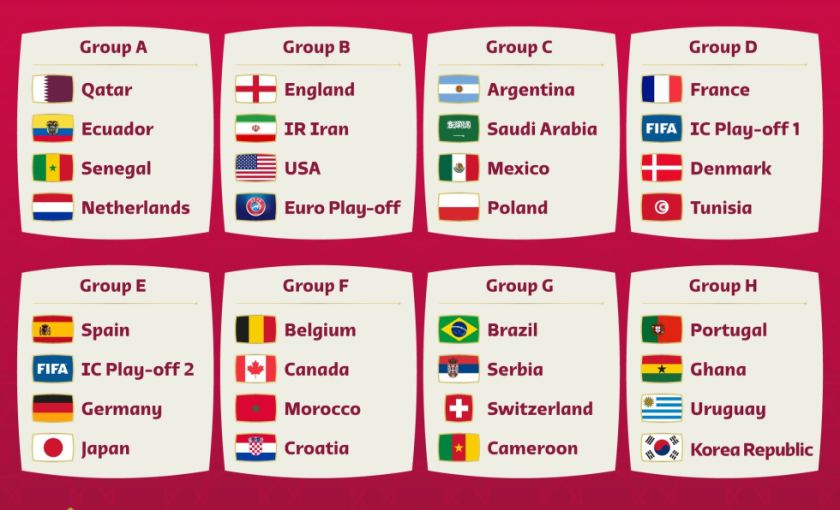 Group A
Qatar
Ecuador
Senegal
Netherlands
Group B
England
IR Iran
USA
Euro Play-off
Group C
Argentina
Saudi Arabia
Mexico
Poland
Group D
France
FIFA IC Play-off 1
Denmark
Tunisia
Group E
Spain
FIFA IC Play-off 2
Germany
Japan
Group F
Belgium
Canada
Morocco
Croatia
Group G
Brazil
Serbia
Switzerland
Cameroon
Group H
Portugal
Ghana
Uruguay
Korea Republic